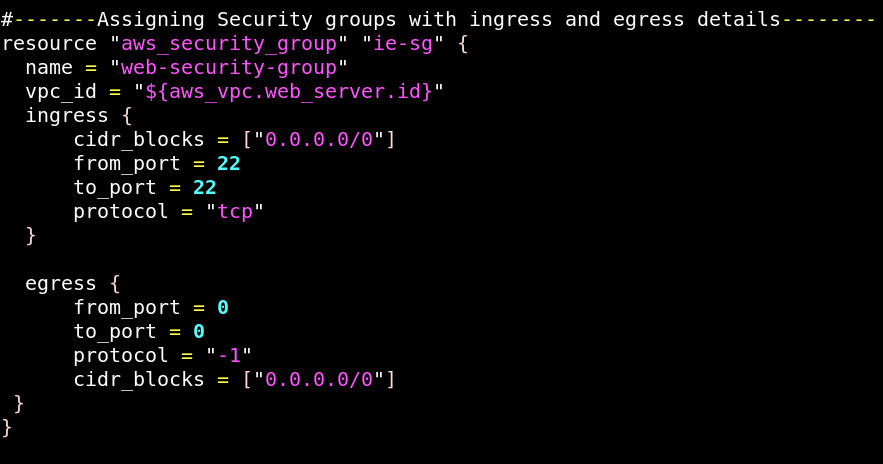 #-------Assigning Security groups with ingress and egress details--------
resource "aws_security_group" "ie-sg" {
  name = "web-security-group"
  vpc_id = "${aws_vpc.web_server.id}"
  ingress {
      cidr_blocks = ["0.0.0.0/0"]
      from_port = 22
      to_port = 22
      protocol = "tcp"
  }

  egress {
      from_port = 0
      to_port = 0
      protocol = "-1"
      cidr_blocks = ["0.0.0.0/0"]
 }
}